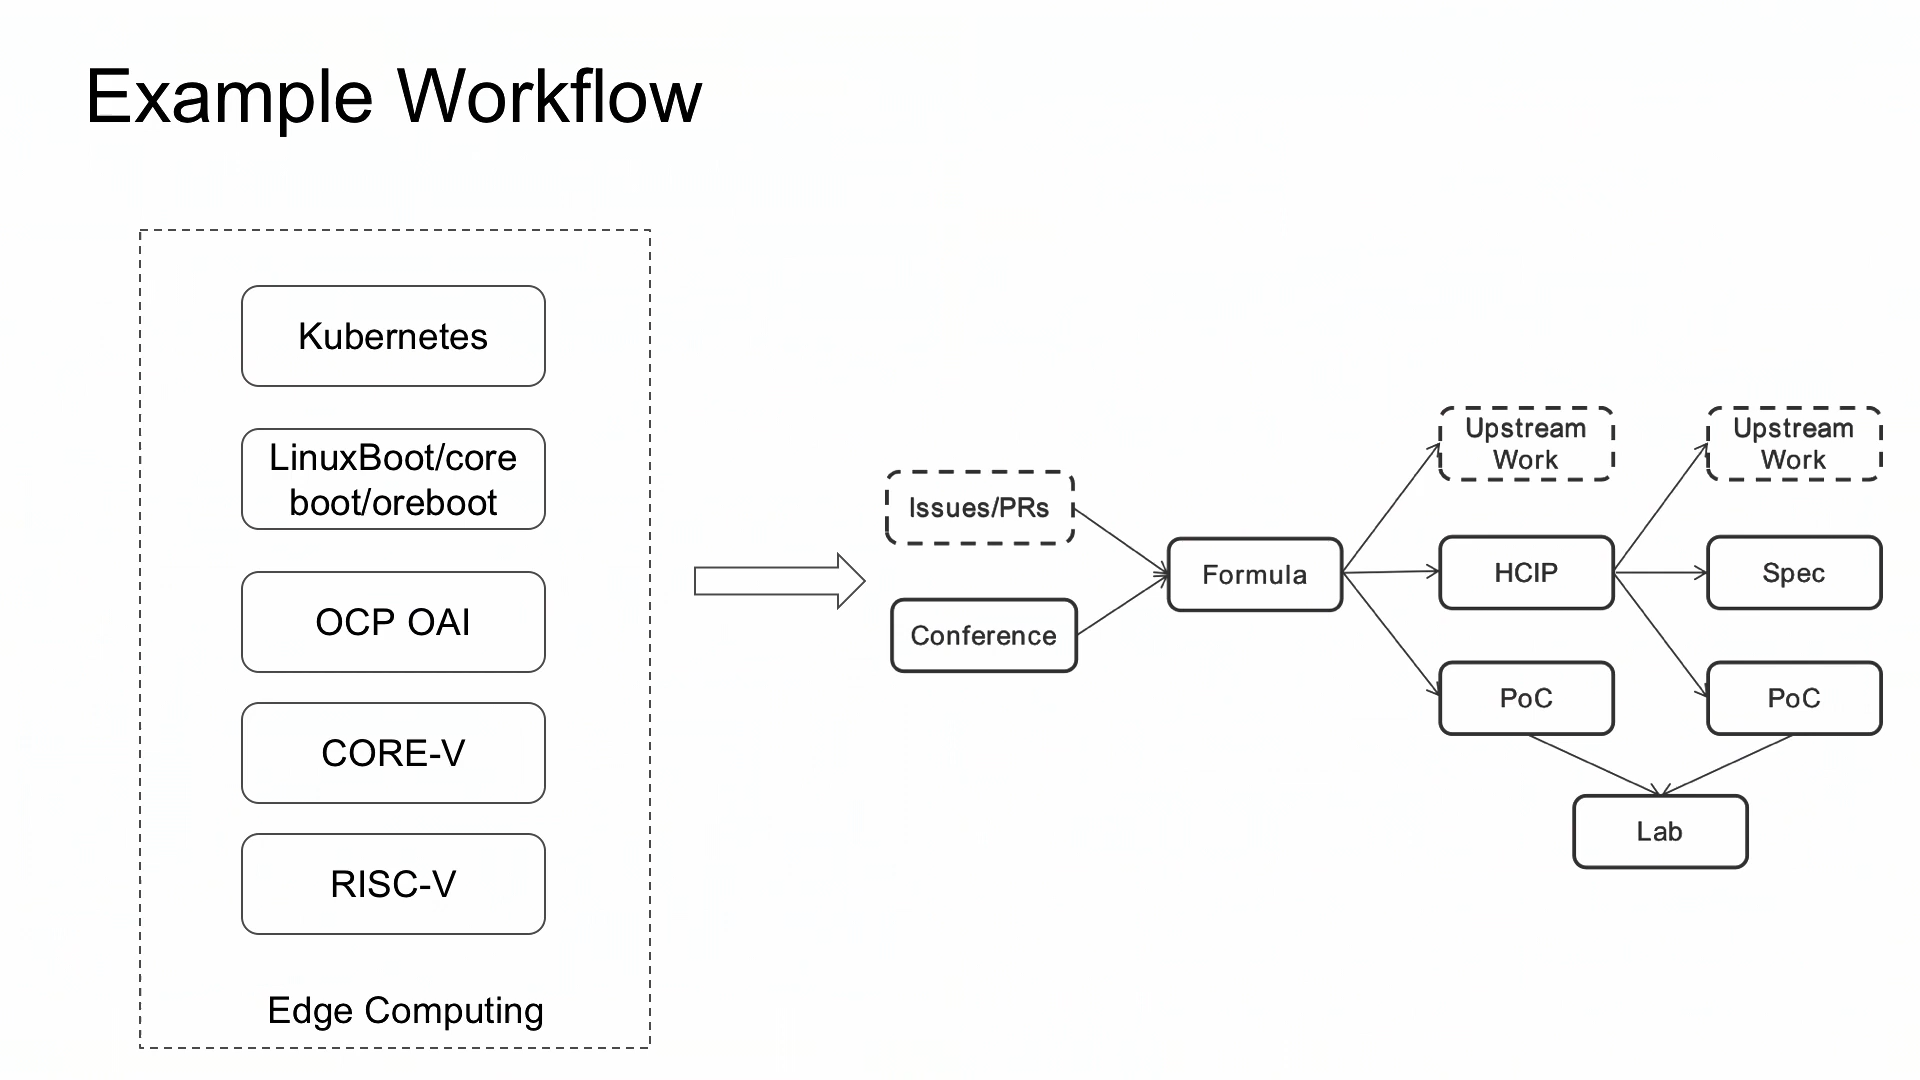 Example Workflow
Kubernetes
LinuxBoot/core
boot/oreboot
OCP OAI
CORE-V
RISC-V
Edge Computing
Issues/PRs
Conference
Formula
Upstream
Work
HCIP
PoC
Upstream
Work
Spec
PoC
Lab